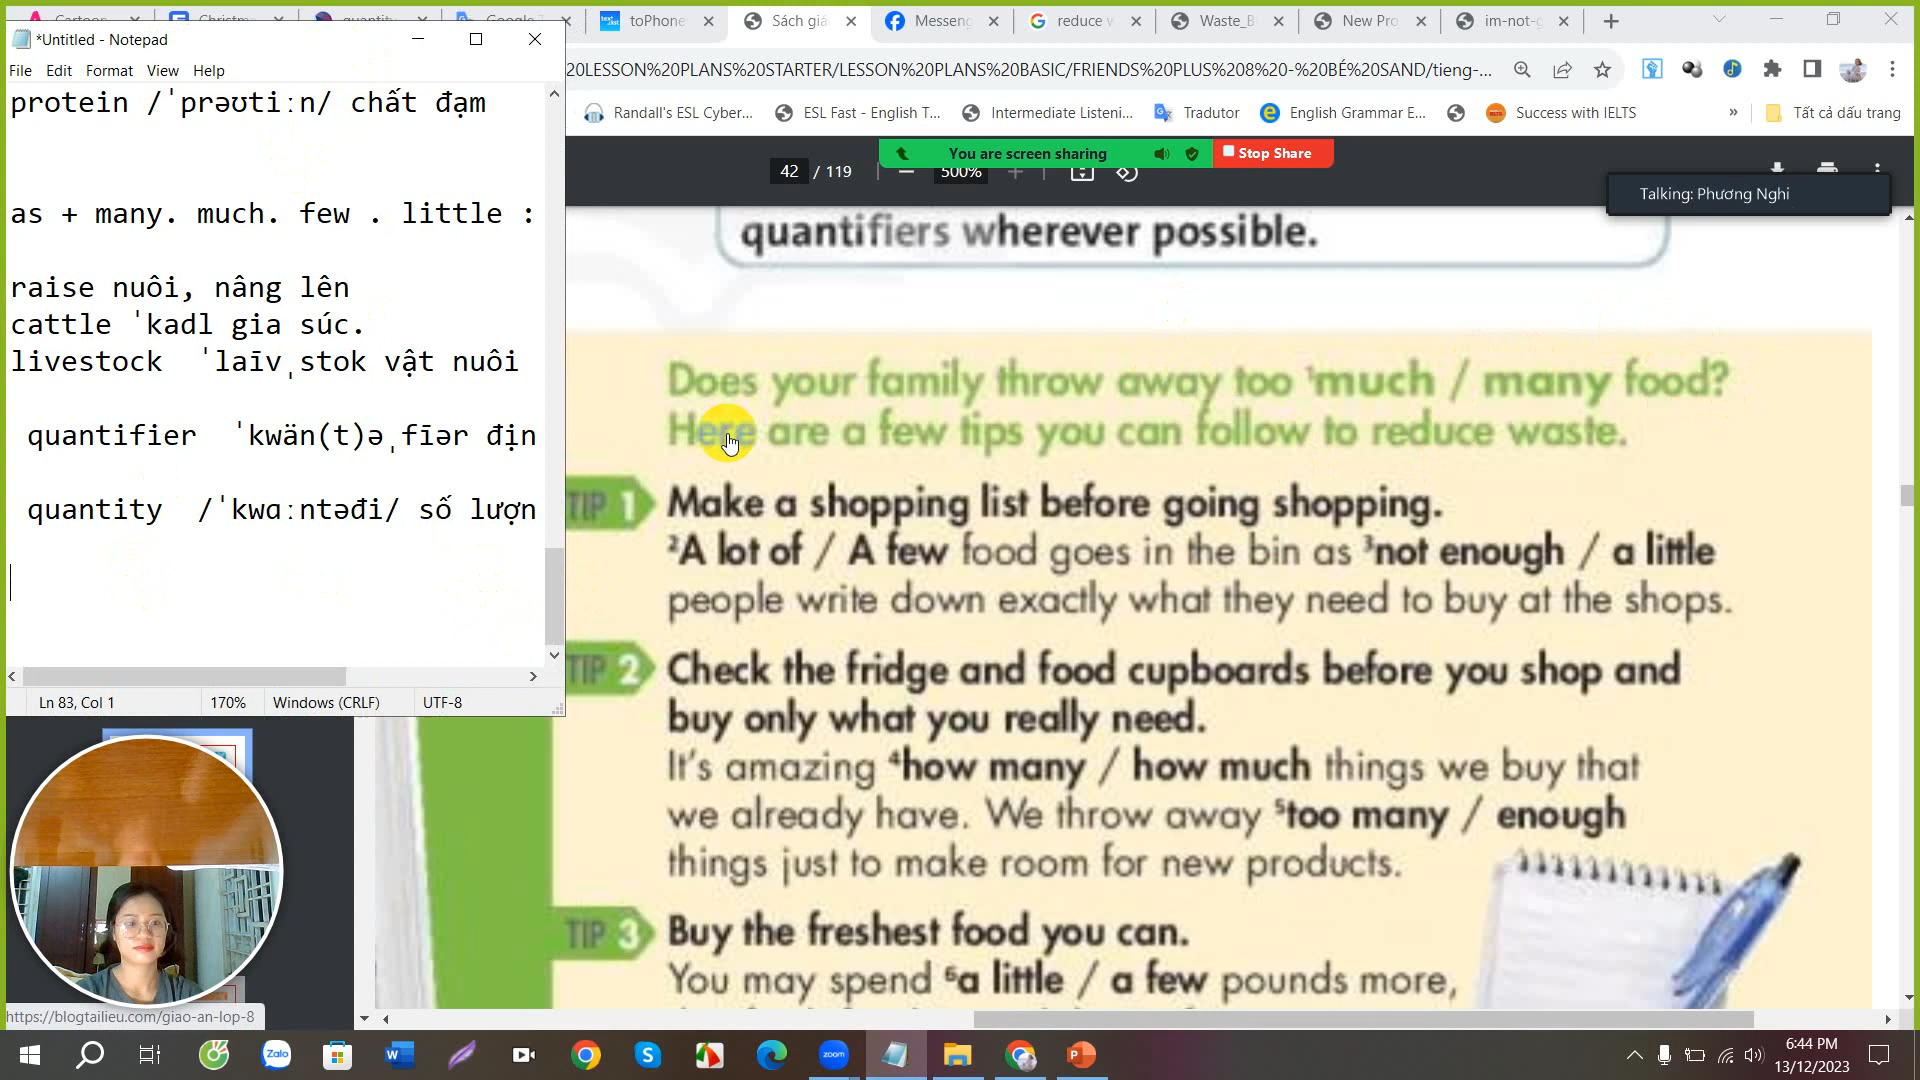 *Untitled - Notepad
File Edit Format View Help
protein /ˈprəʊtiːn/ chất đạm
as + many. much. few . little :
raise nuôi, nâng lên
cattle ˈkadl gia súc.
livestock ˈlaīvˌstok vật nuôi
quantifier ˈkwän(t)əˌfīər địn
quantity /ˈkwɑːntəđi/ số lượn
Ln 83, Col 1 170% Windows (CRLF) UTF-8
toPhone Sách giá Messeng reduce w Waste_B New Pro im-not-g
20LESSON%20PLANS%20STARTER/LESSON%20PLANS%20BASIC/FRIENDS%20PLUS%208%20-%20BÉ%20SAND/tieng-...
Randall's ESL Cyber... ESL Fast - English T... Intermediate Listeni... Tradutor English Grammar E... Success with IELTS » Tất cả dấu trang
You are screen sharing Stop Share
42 / 119 500%
Talking: Phương Nghi
quantifiers wherever possible.
Does your family throw away too ¹much / many food?
Here are a few tips you can follow to reduce waste.
TIP 1 Make a shopping list before going shopping.
²A lot of / A few food goes in the bin as ³not enough / a little
people write down exactly what they need to buy at the shops.
TIP 2 Check the fridge and food cupboards before you shop and
buy only what you really need.
It's amazing ⁴how many / how much things we buy that
we already have. We throw away ⁵too many / enough
things just to make room for new products.
TIP 3 Buy the freshest food you can.
You may spend ⁶a little / a few pounds more,
https://blogtailieu.com/giao-an-lop-8
Zalo
zoom
6:44 PM
13/12/2023